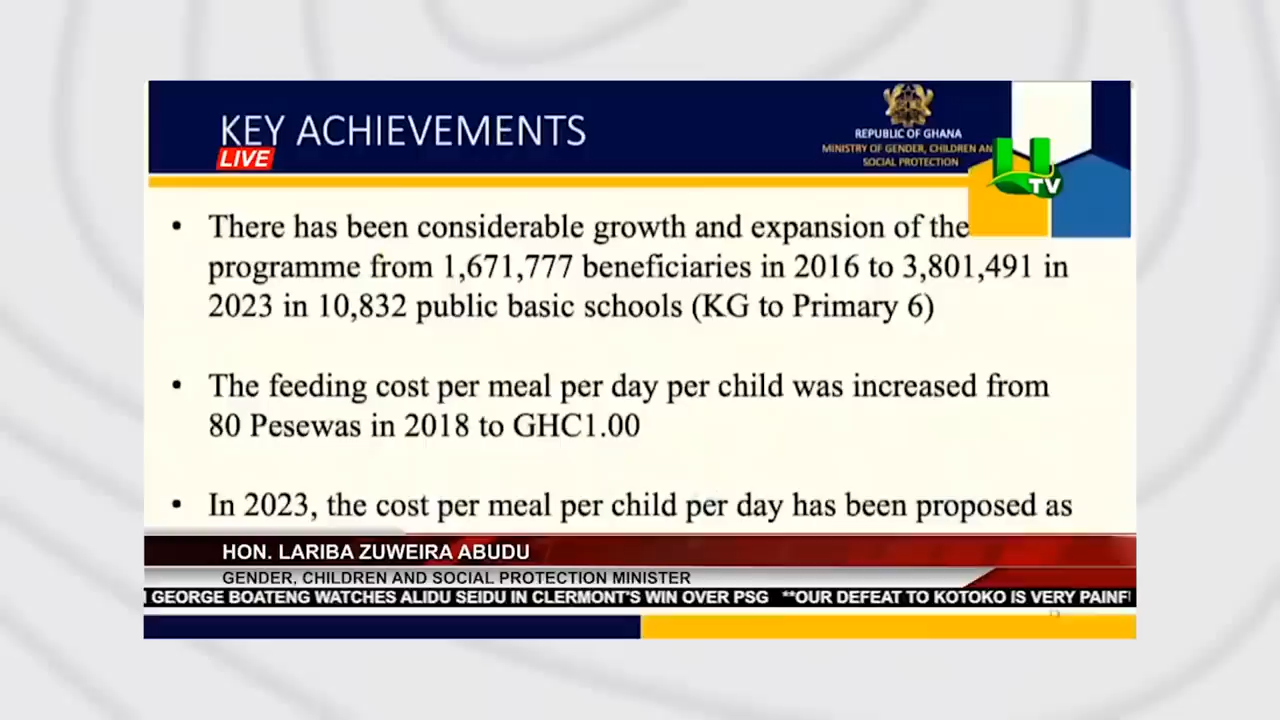 KEY ACHIEVEMENTS
LIVE
REPUBLIC OF GHANA
MINISTRY OF GENDER, CHILDREN AN
SOCIAL PROTECTION
U
TV
• There has been considerable growth and expansion of the
programme from 1,671,777 beneficiaries in 2016 to 3,801,491 in
2023 in 10,832 public basic schools (KG to Primary 6)
• The feeding cost per meal per day per child was increased from
80 Pesewas in 2018 to GHC1.00
• In 2023, the cost per meal per child per day has been proposed as
HON. LARIBA ZUWEIRA ABUDU
GENDER, CHILDREN AND SOCIAL PROTECTION MINISTER
GEORGE BOATENG WATCHES ALIDU SEIDU IN CLERMONT'S WIN OVER PSG **OUR DEFEAT TO KOTOKO IS VERY PAINF